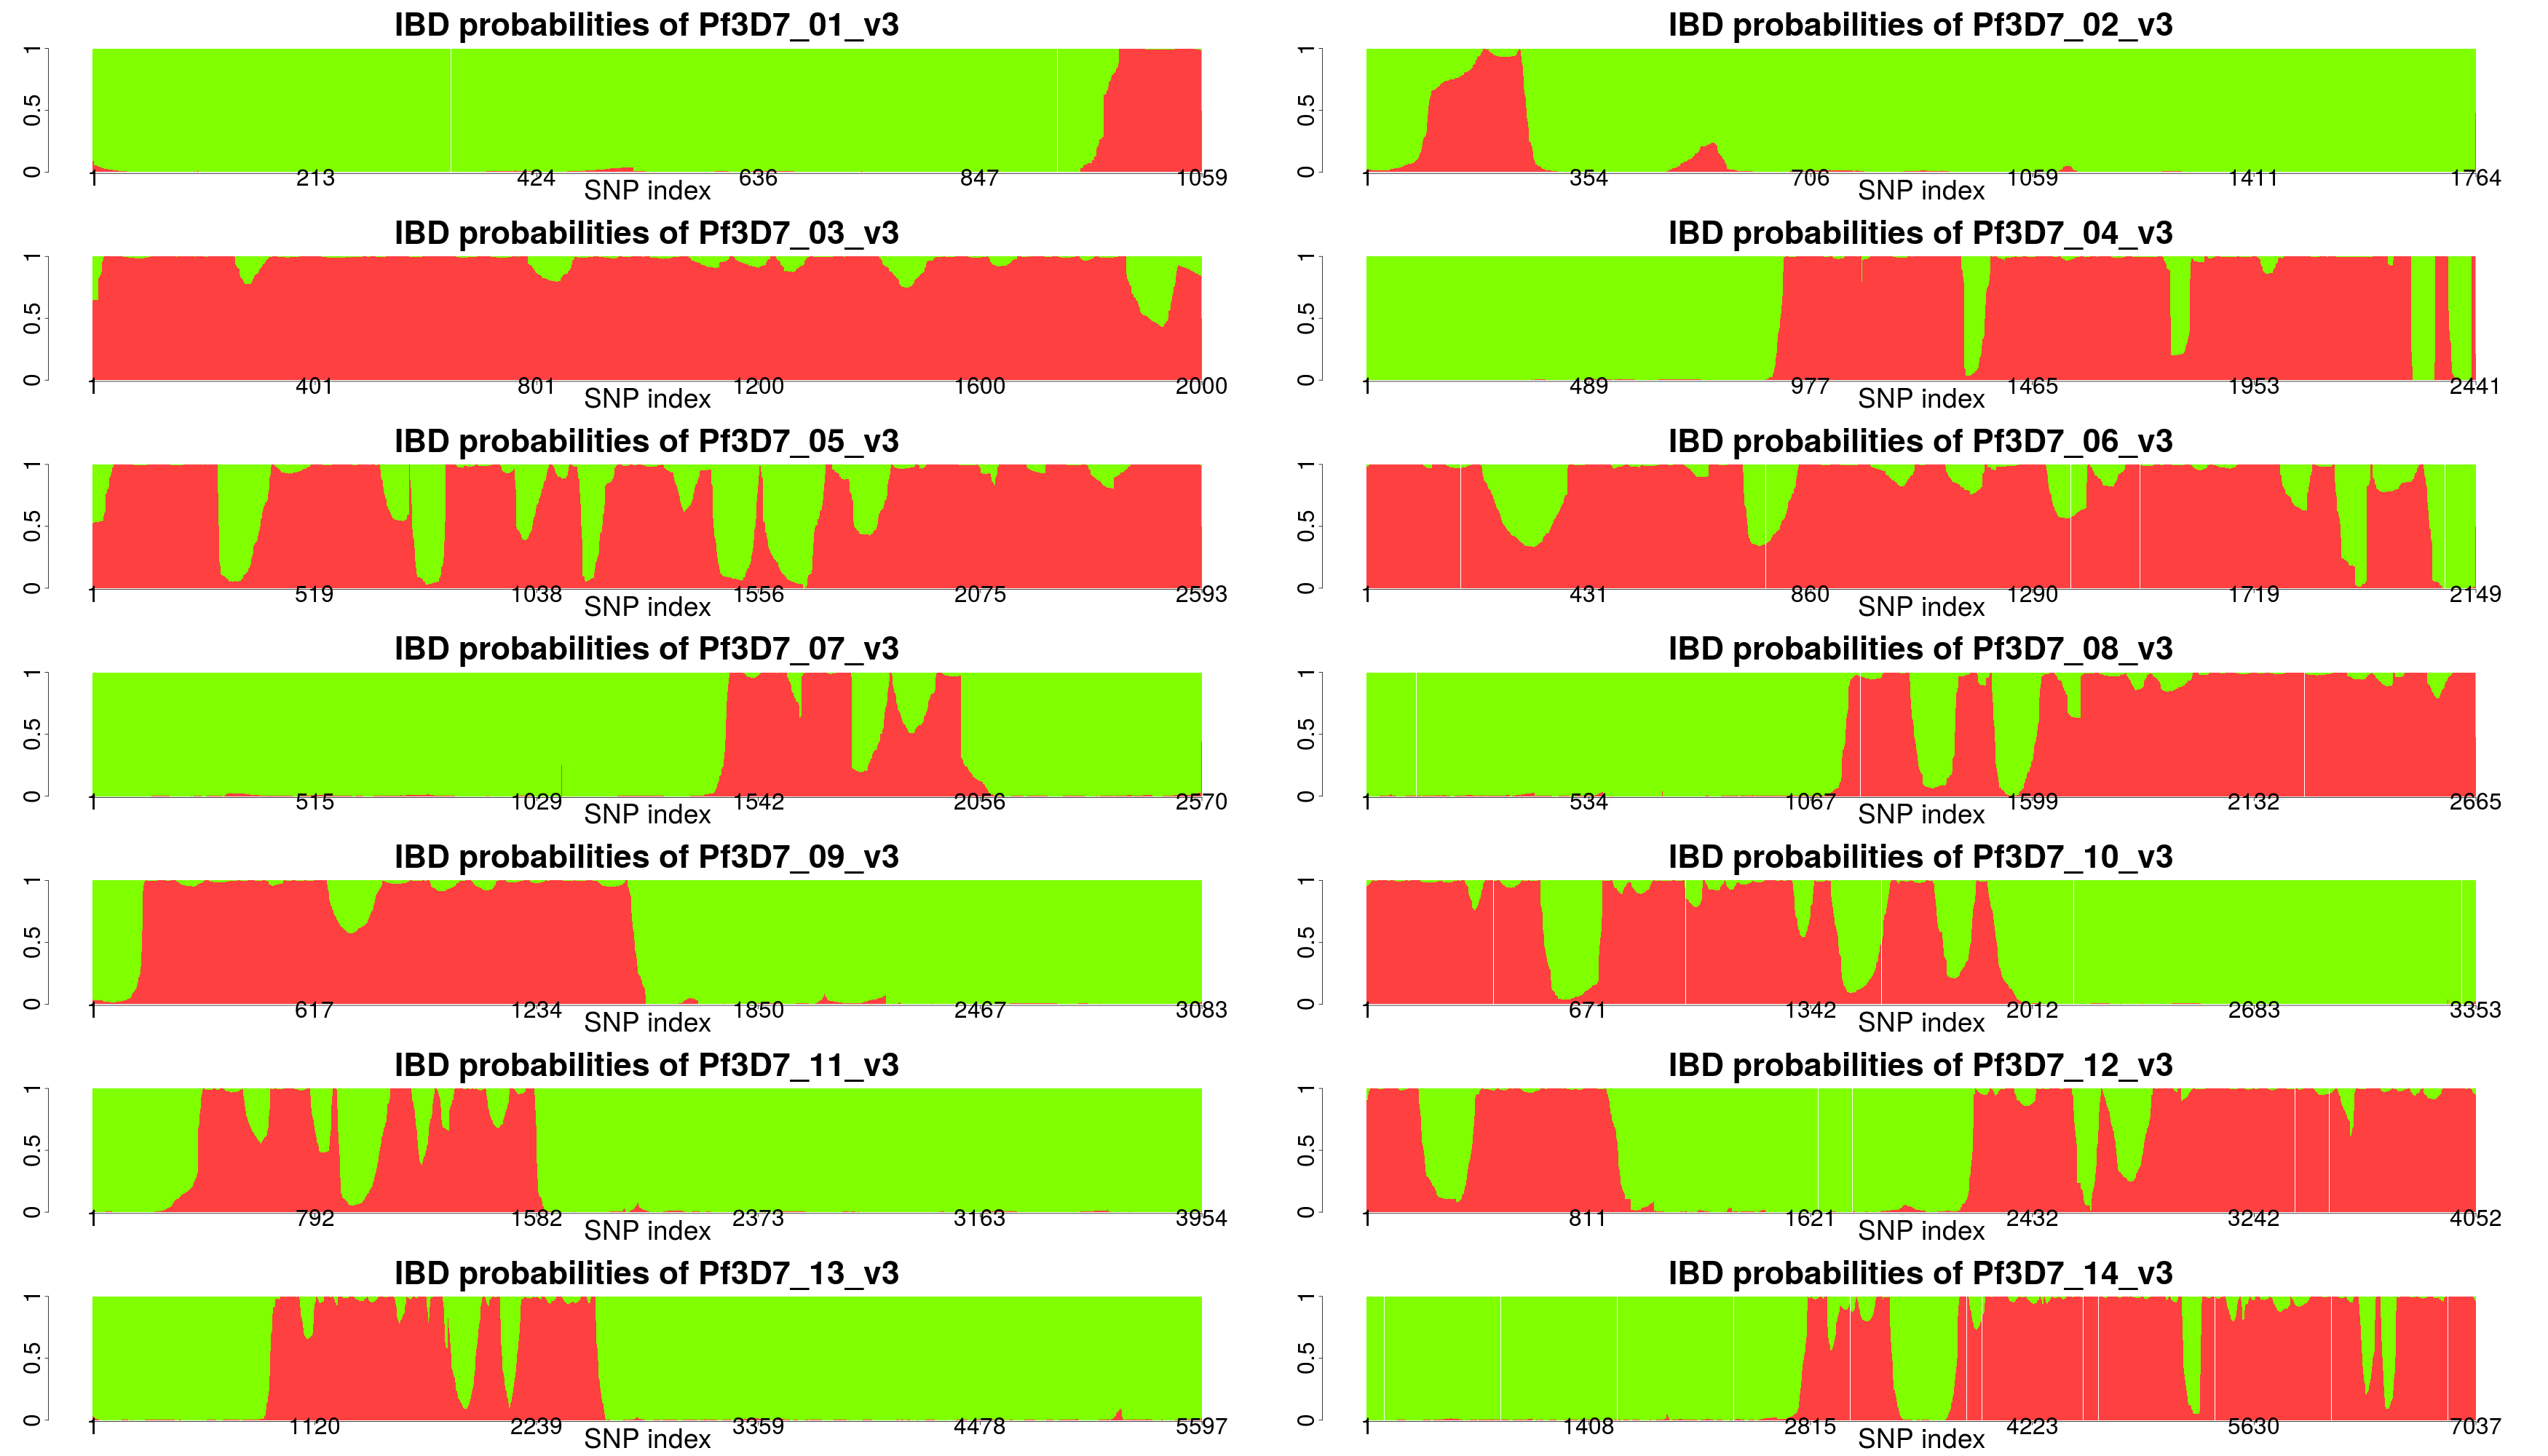 IBD probabilities of Pf3D7_01_v3
0 0.5 1
1 213 424 636 847 1059
SNP index
IBD probabilities of Pf3D7_02_v3
0 0.5 1
1 354 706 1059 1411 1764
SNP index
IBD probabilities of Pf3D7_03_v3
0 0.5 1
1 401 801 1200 1600 2000
SNP index
IBD probabilities of Pf3D7_04_v3
0 0.5 1
1 489 977 1465 1953 2441
SNP index
IBD probabilities of Pf3D7_05_v3
0 0.5 1
1 519 1038 1556 2075 2593
SNP index
IBD probabilities of Pf3D7_06_v3
0 0.5 1
1 431 860 1290 1719 2149
SNP index
IBD probabilities of Pf3D7_07_v3
0 0.5 1
1 515 1029 1542 2056 2570
SNP index
IBD probabilities of Pf3D7_08_v3
0 0.5 1
1 534 1067 1599 2132 2665
SNP index
IBD probabilities of Pf3D7_09_v3
0 0.5 1
1 617 1234 1850 2467 3083
SNP index
IBD probabilities of Pf3D7_10_v3
0 0.5 1
1 671 1342 2012 2683 3353
SNP index
IBD probabilities of Pf3D7_11_v3
0 0.5 1
1 792 1582 2373 3163 3954
SNP index
IBD probabilities of Pf3D7_12_v3
0 0.5 1
1 811 1621 2432 3242 4052
SNP index
IBD probabilities of Pf3D7_13_v3
0 0.5 1
1 1120 2239 3359 4478 5597
SNP index
IBD probabilities of Pf3D7_14_v3
0 0.5 1
1 1408 2815 4223 5630 7037
SNP index